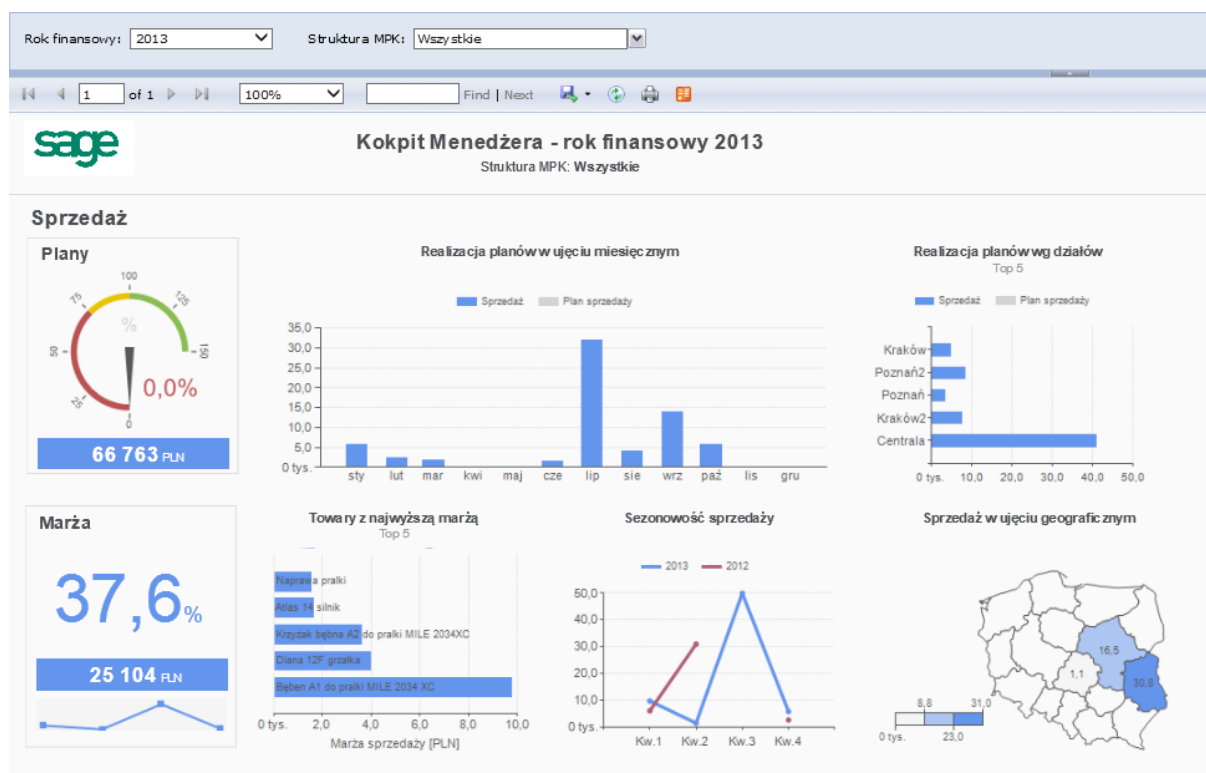 Rok finansowy: 2013 Struktura MPK: Wszystkie
1 of 1 100% Find | Next
sage
Kokpit Menedżera - rok finansowy 2013
Struktura MPK: Wszystkie
Sprzedaż
Plany
0 25 50 75 100 125 150
%
0,0%
66 763 PLN
Realizacja planów w ujęciu miesięcznym
Sprzedaż Plan sprzedaży
35,0
30,0
25,0
20,0
15,0
10,0
5,0
0 tys.
sty lut mar kwi maj cze lip sie wrz paź lis gru
Realizacja planów wg działów
Top 5
Sprzedaż Plan sprzedaży
Kraków
Poznań2
Poznań
Kraków2
Centrala
0 tys. 10,0 20,0 30,0 40,0 50,0
Marża
37,6%
25 104 PLN
Towary z najwyższą marżą
Top 5
Naprawa pralki
Atlas 14 silnik
Krzyżak bębna A2 do pralki MILE 2034XC
Diana 12F grzałka
Bęben A1 do pralki MILE 2034 XC
0 tys. 2,0 4,0 6,0 8,0 10,0
Marża sprzedaży [PLN]
Sezonowość sprzedaży
2013 2012
50,0
40,0
30,0
20,0
10,0
0 tys.
Kw.1 Kw.2 Kw.3 Kw.4
Sprzedaż w ujęciu geograficznym
16,5
1,1
30,8
8,8 31,0
0 tys. 23,0